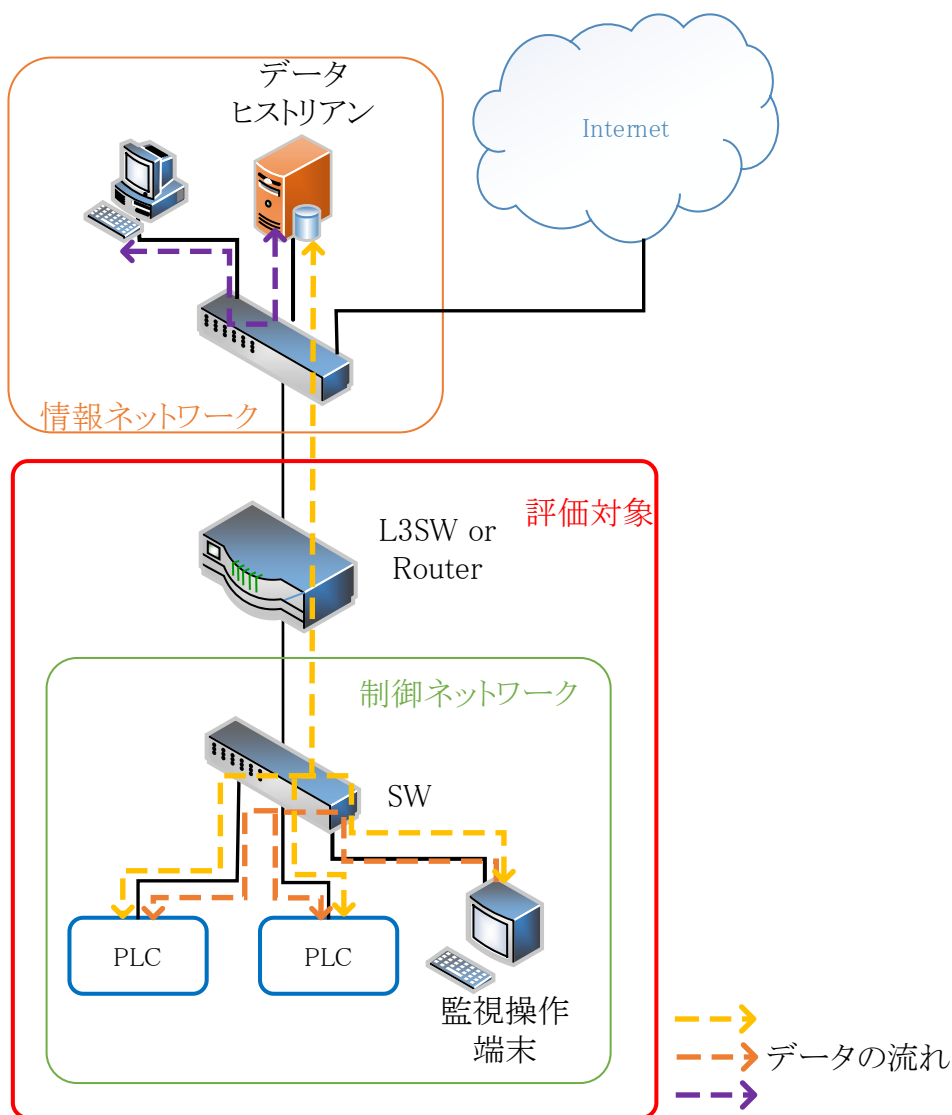 データ
ヒストリアン
Internet
情報ネットワーク
評価対象
L3SW or
Router
制御ネットワーク
SW
PLC
PLC
監視操作
端末
データの流れ